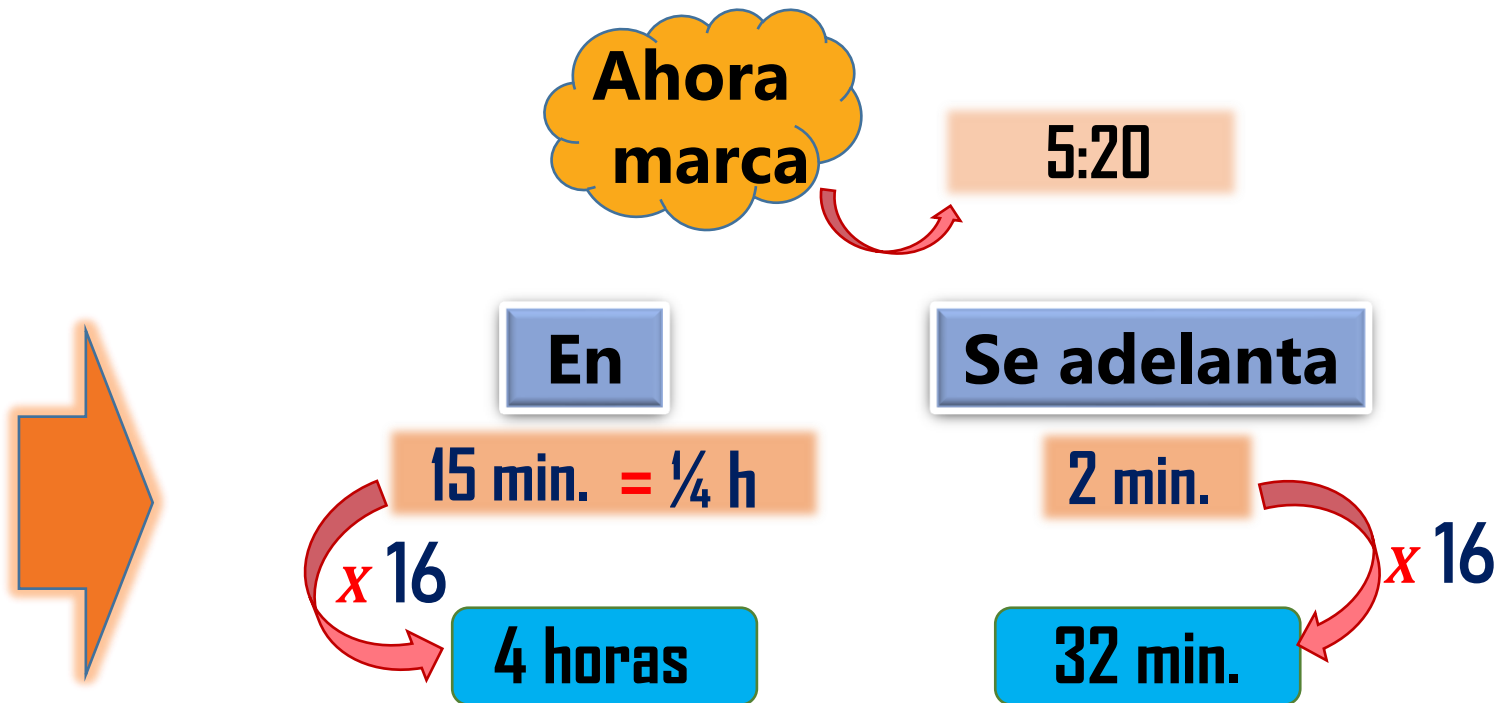 Ahora
marca
5:20
En
Se adelanta
15 min. = ¼ h
2 min.
x 16
x 16
4 horas
32 min.